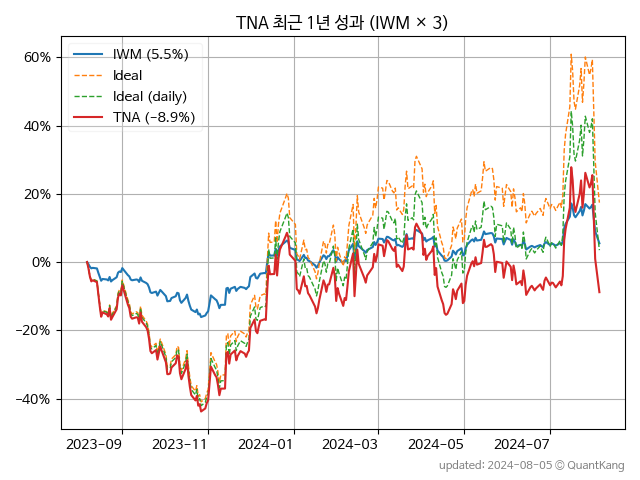 TNA 최근 1년 성과 (IWM × 3)
IWM (5.5%)
Ideal
Ideal (daily)
TNA (−8.9%)
60%
40%
20%
0%
−20%
−40%
2023-09
2023-11
2024-01
2024-03
2024-05
2024-07
updated: 2024-08-05 © QuantKang